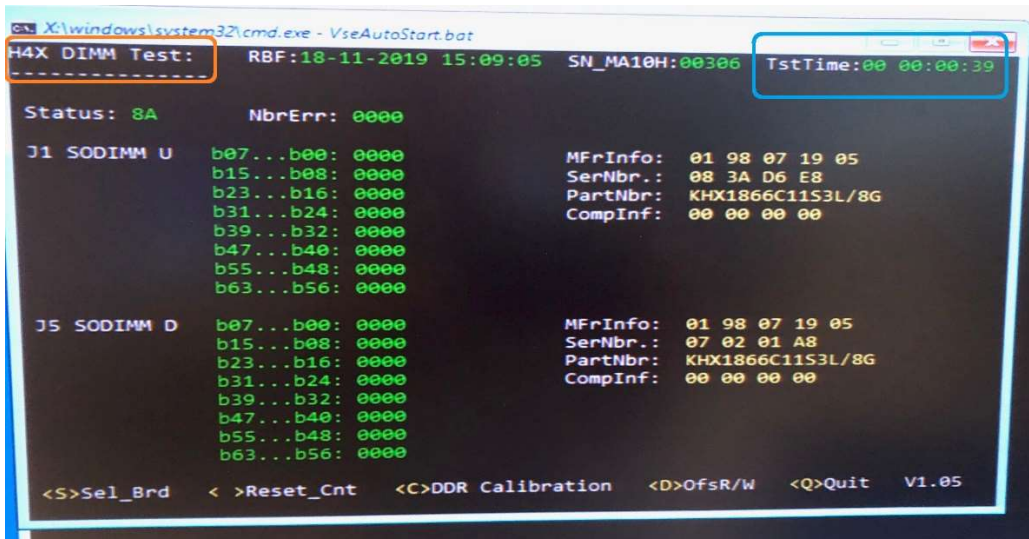 X:\windows\system32\cmd.exe - VseAutoStart.bat
H4X DIMM Test: RBF:18-11-2019 15:09:05 SN_MA10H:00306 TstTime:00 00:00:39
---------------
Status: 8A NbrErr: 0000
J1 SODIMM U b07...b00: 0000 MFrInfo: 01 98 07 19 05
b15...b08: 0000 SerNbr.: 08 3A D6 E8
b23...b16: 0000 PartNbr: KHX1866C11S3L/8G
b31...b24: 0000 CompInf: 00 00 00 00
b39...b32: 0000
b47...b40: 0000
b55...b48: 0000
b63...b56: 0000
J5 SODIMM D b07...b00: 0000 MFrInfo: 01 98 07 19 05
b15...b08: 0000 SerNbr.: 07 02 01 A8
b23...b16: 0000 PartNbr: KHX1866C11S3L/8G
b31...b24: 0000 CompInf: 00 00 00 00
b39...b32: 0000
b47...b40: 0000
b55...b48: 0000
b63...b56: 0000
<S>Sel_Brd < >Reset_Cnt <C>DDR Calibration <D>OfsR/W <Q>Quit V1.05